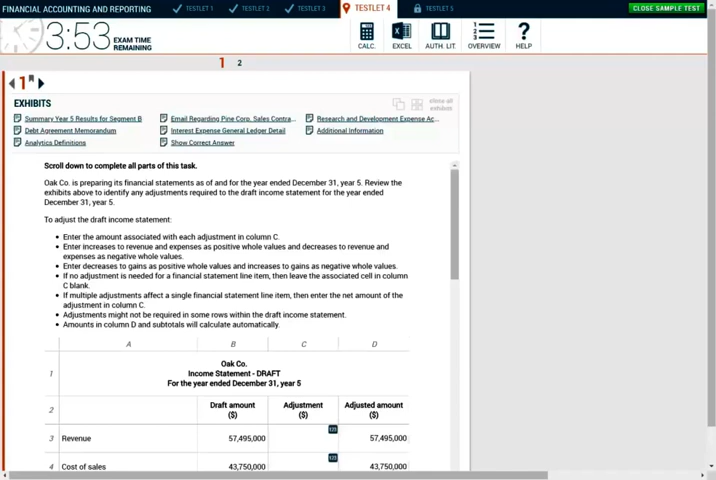 FINANCIAL ACCOUNTING AND REPORTING
TESTLET 1
TESTLET 2
TESTLET 3
TESTLET 4
TESTLET 5
CLOSE SAMPLE TEST
3:53 EXAM TIME REMAINING
CALC.
EXCEL
AUTH. LIT.
OVERVIEW
HELP
1 2
1
EXHIBITS
show all exhibits
Summary Year 5 Results for Segment B
Email Regarding Pine Corp. Sales Contra...
Research and Development Expense Ac...
Debt Agreement Memorandum
Interest Expense General Ledger Detail
Additional Information
Analytics Definitions
Show Correct Answer
Scroll down to complete all parts of this task.
Oak Co. is preparing its financial statements as of and for the year ended December 31, year 5. Review the
exhibits above to identify any adjustments required to the draft income statement for the year ended
December 31, year 5.
To adjust the draft income statement:
• Enter the amount associated with each adjustment in column C.
• Enter increases to revenue and expenses as positive whole values and decreases to revenue and
expenses as negative whole values.
• Enter decreases to gains as positive whole values and increases to gains as negative whole values.
• If no adjustment is needed for a financial statement line item, then leave the associated cell in column
C blank.
• If multiple adjustments affect a single financial statement line item, then enter the net amount of the
adjustment in column C.
• Adjustments might not be required in some rows within the draft income statement.
• Amounts in column D and subtotals will calculate automatically.
A B C D
Oak Co.
1 Income Statement - DRAFT
For the year ended December 31, year 5
2 Draft amount ($) Adjustment ($) Adjusted amount ($)
123
3 Revenue 57,495,000 57,495,000
123
4 Cost of sales 43,750,000 43,750,000